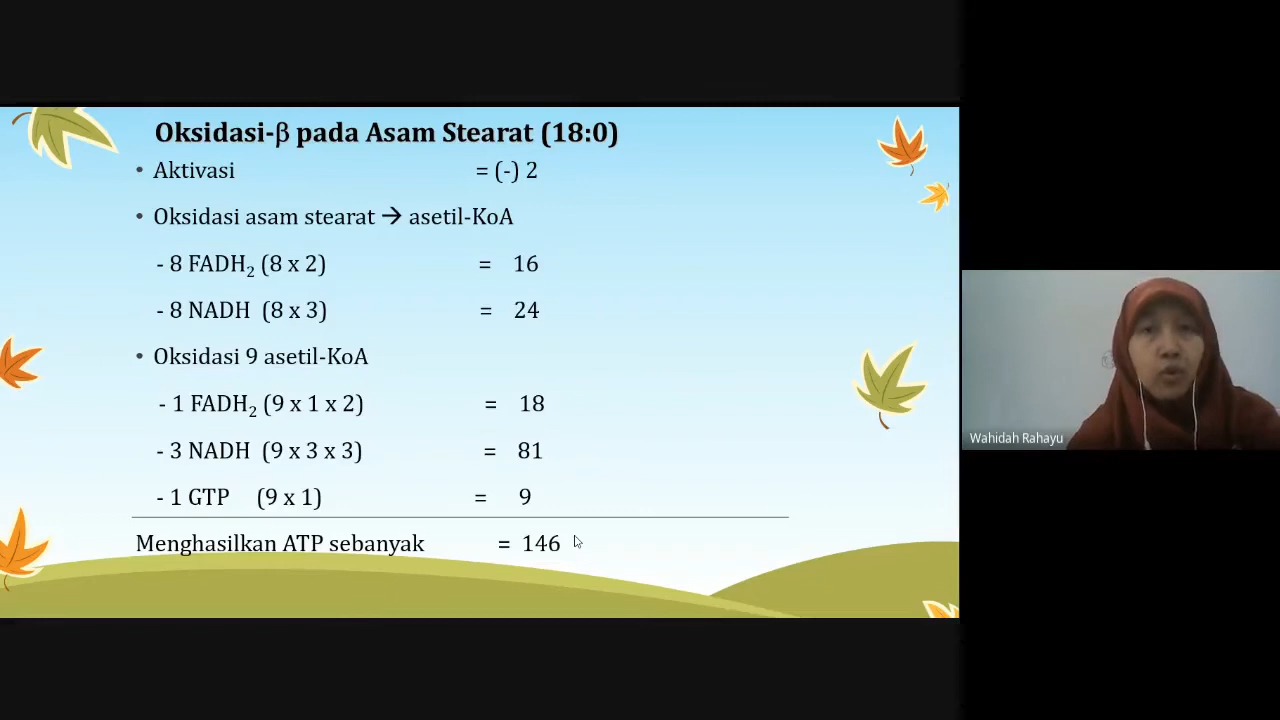 Oksidasi-β pada Asam Stearat (18:0)
• Aktivasi = (-) 2
• Oksidasi asam stearat → asetil-KoA
- 8 FADH₂ (8 x 2) = 16
- 8 NADH (8 x 3) = 24
• Oksidasi 9 asetil-KoA
- 1 FADH₂ (9 x 1 x 2) = 18
- 3 NADH (9 x 3 x 3) = 81
- 1 GTP (9 x 1) = 9
Menghasilkan ATP sebanyak = 146
Wahidah Rahayu